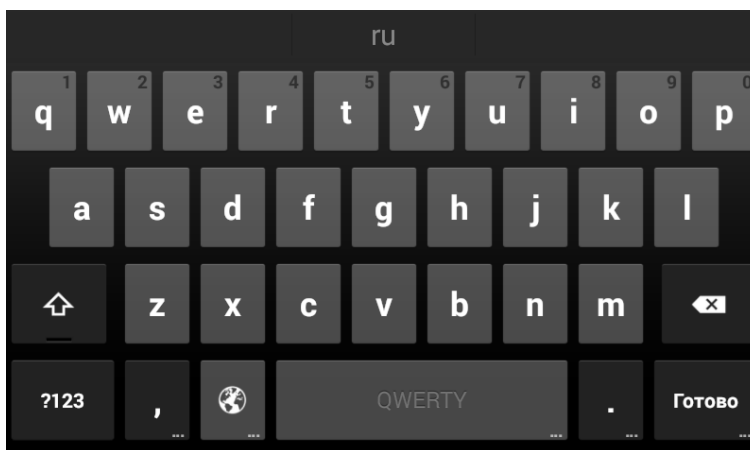 ru
1 2 3 4 5 6 7 8 9 0
q w e r t y u i o p
a s d f g h j k l
z x c v b n m
?123 , QWERTY . Готово